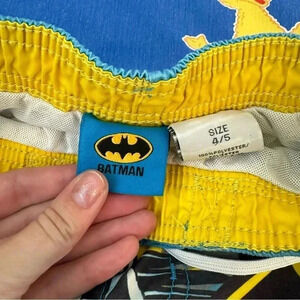 BATMAN
SIZE
4/5
100% POLYESTER/